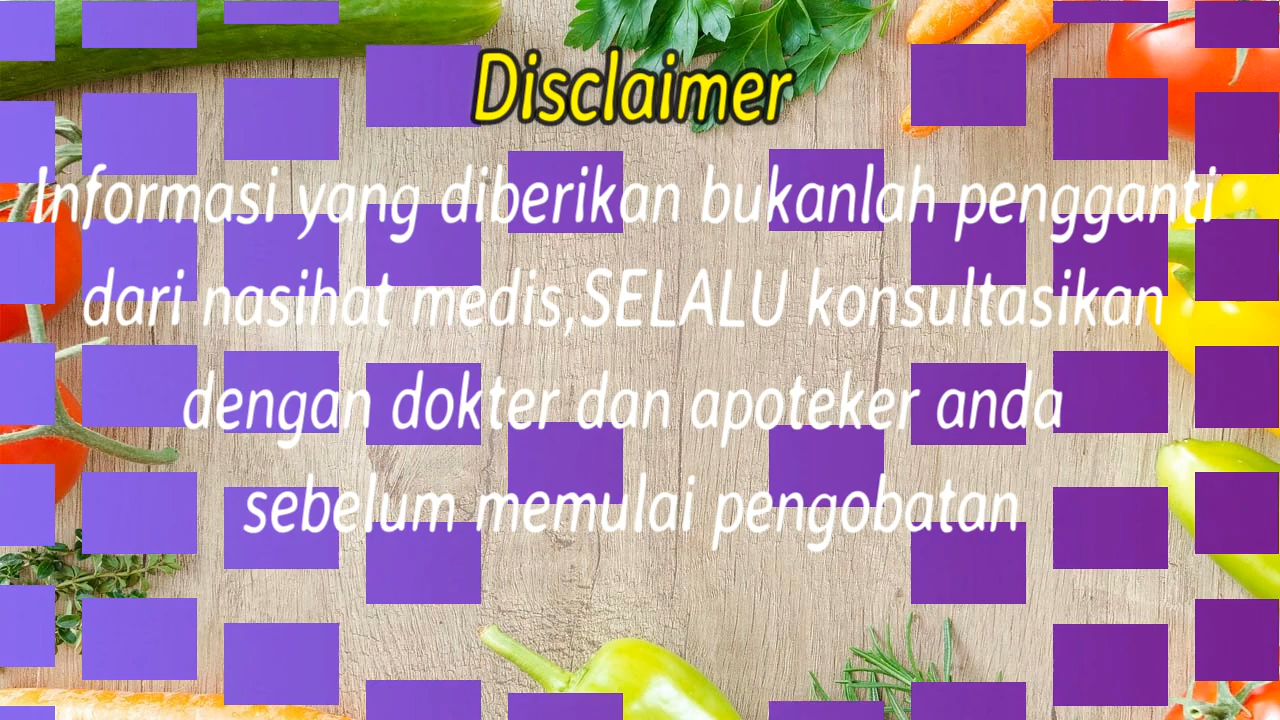 Disclaimer
Informasi yang diberikan bukanlah pengganti
dari nasihat medis,SELALU konsultasikan
dengan dokter dan apoteker anda
sebelum memulai pengobatan